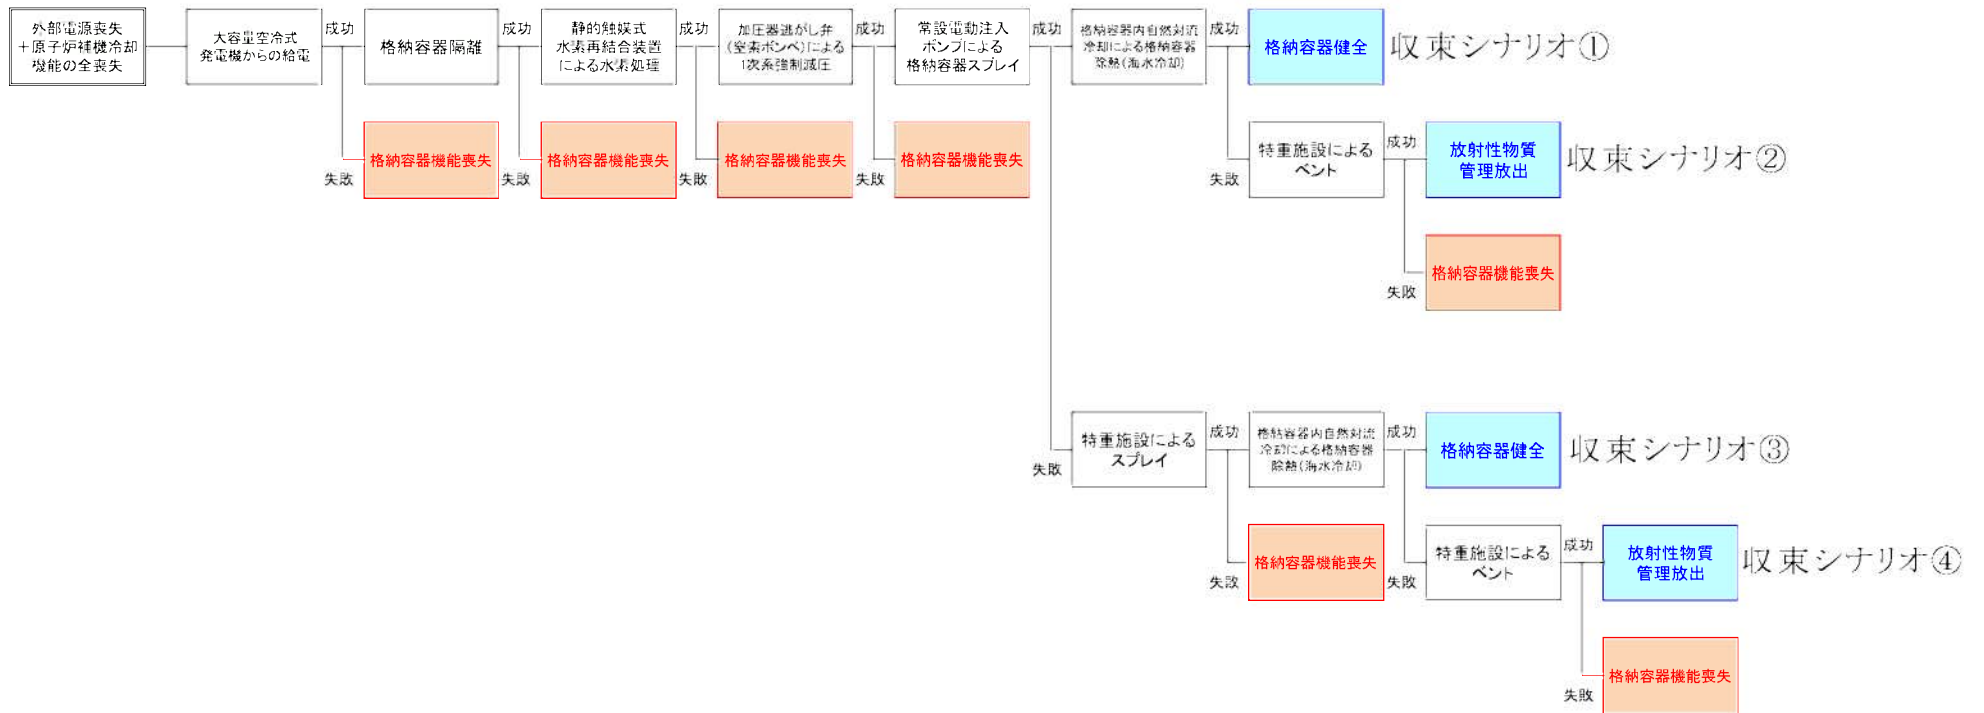 外部電源喪失
＋原子炉補機冷却
機能の全喪失
大容量空冷式
発電機からの給電
成功
失敗
格納容器隔離
格納容器機能喪失
成功
失敗
静的触媒式
水素再結合装置
による水素処理
格納容器機能喪失
成功
失敗
加圧器逃がし弁
(窒素ボンベ)による
1次系強制減圧
格納容器機能喪失
成功
失敗
常設電動注入
ポンプによる
格納容器スプレイ
格納容器機能喪失
成功
失敗
格納容器内自然対流
冷却による格納容器
除熱(海水冷却)
成功
失敗
格納容器健全
収束シナリオ①
特重施設による
ベント
成功
失敗
放射性物質
管理放出
収束シナリオ②
格納容器機能喪失
特重施設による
スプレイ
成功
失敗
格納容器内自然対流
冷却による格納容器
除熱(海水冷却)
格納容器機能喪失
成功
失敗
格納容器健全
収束シナリオ③
特重施設による
ベント
成功
失敗
放射性物質
管理放出
収束シナリオ④
格納容器機能喪失